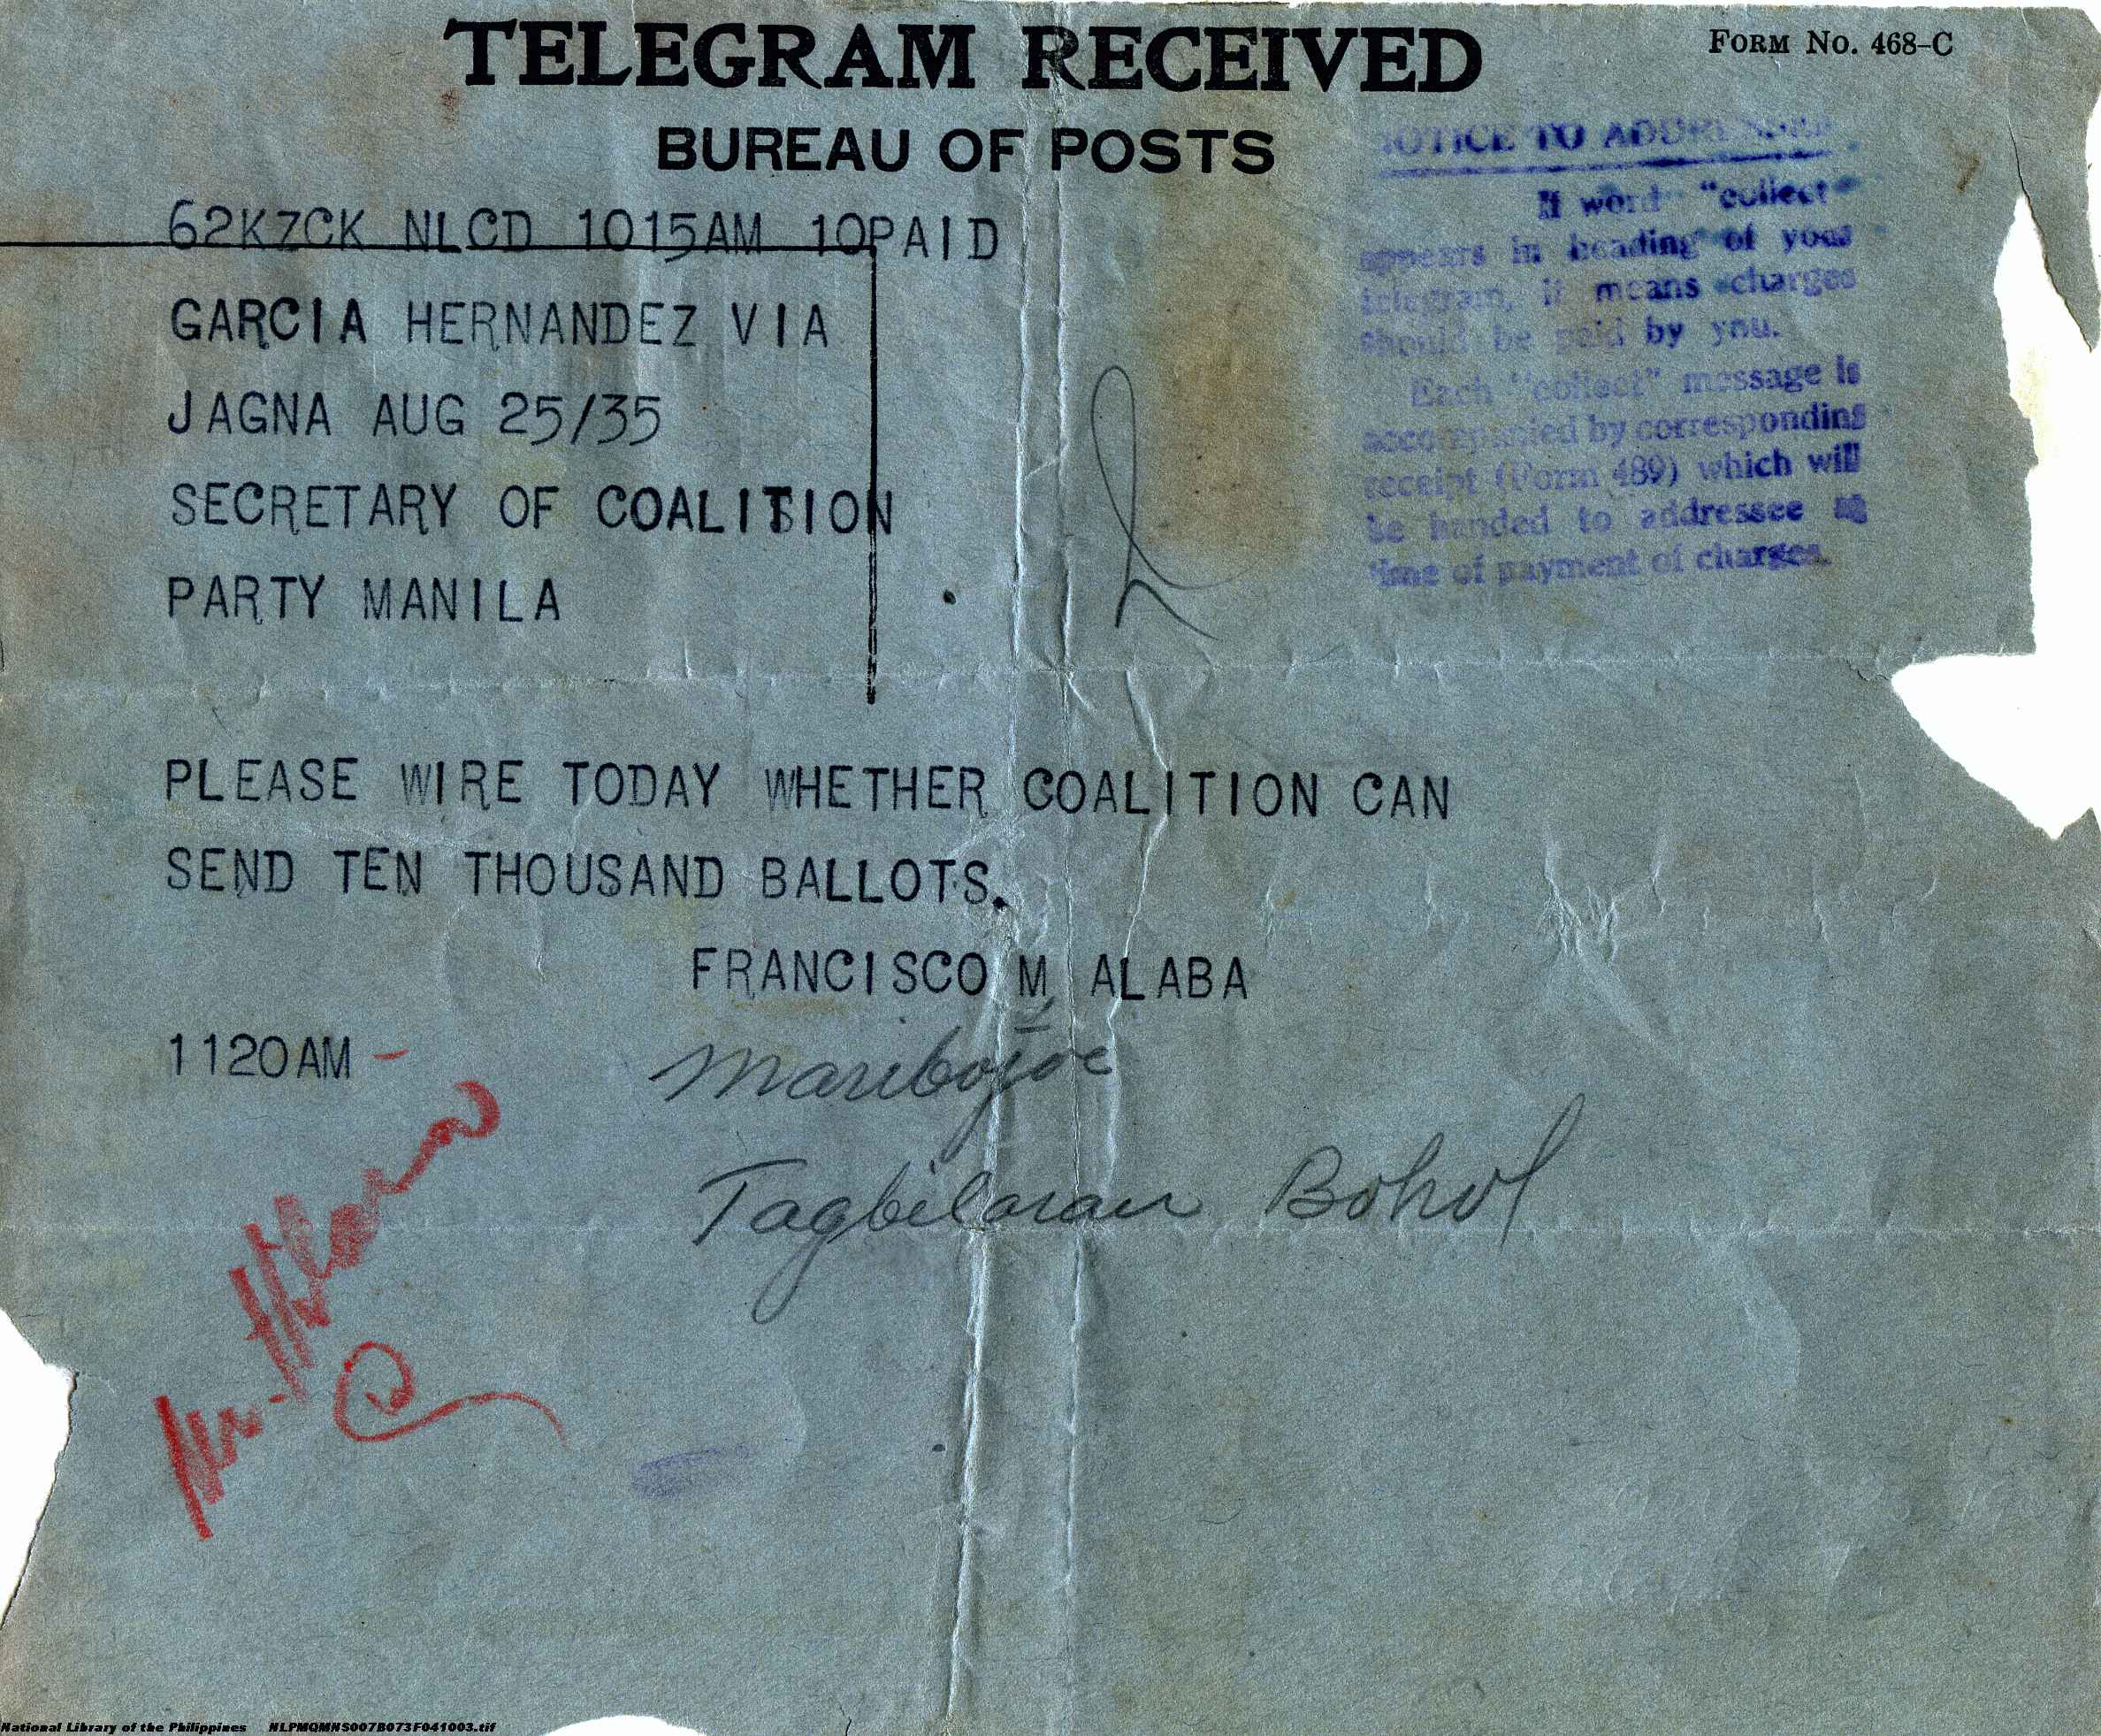 TELEGRAM RECEIVED
FORM No. 468-C
BUREAU OF POSTS
NOTICE TO ADDRESSEE
If word "collect"
appears in heading of your
telegram, it means charges
should be paid by you.
Each "collect" message is
accompanied by corresponding
receipt (Form 489) which will
be handed to addressee at
time of payment of charges.
62KZCK NLCD 1015AM 10PAID
GARCIA HERNANDEZ VIA
JAGNA AUG 25/35
SECRETARY OF COALITION
PARTY MANILA
PLEASE WIRE TODAY WHETHER COALITION CAN
SEND TEN THOUSAND BALLOTS.
FRANCISCO M ALABA
1120AM -
Maribojoc
Tagbilaran Bohol
National Library of the Philippines NLPMQMNS007B073F041003.tif